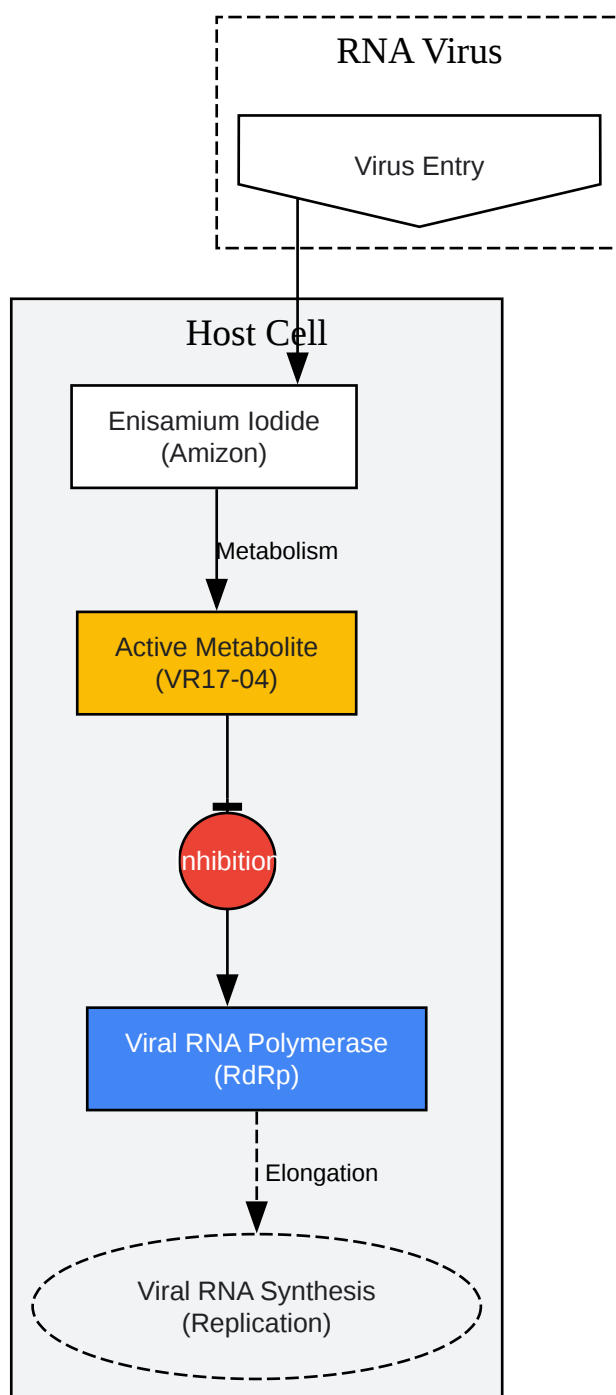 RNA Virus
Virus Entry
Host Cell
Enisamium Iodide
(Amizon)
Metabolism
Active Metabolite
(VR17-04)
Inhibition
Viral RNA Polymerase
(RdRp)
Elongation
Viral RNA Synthesis
(Replication)